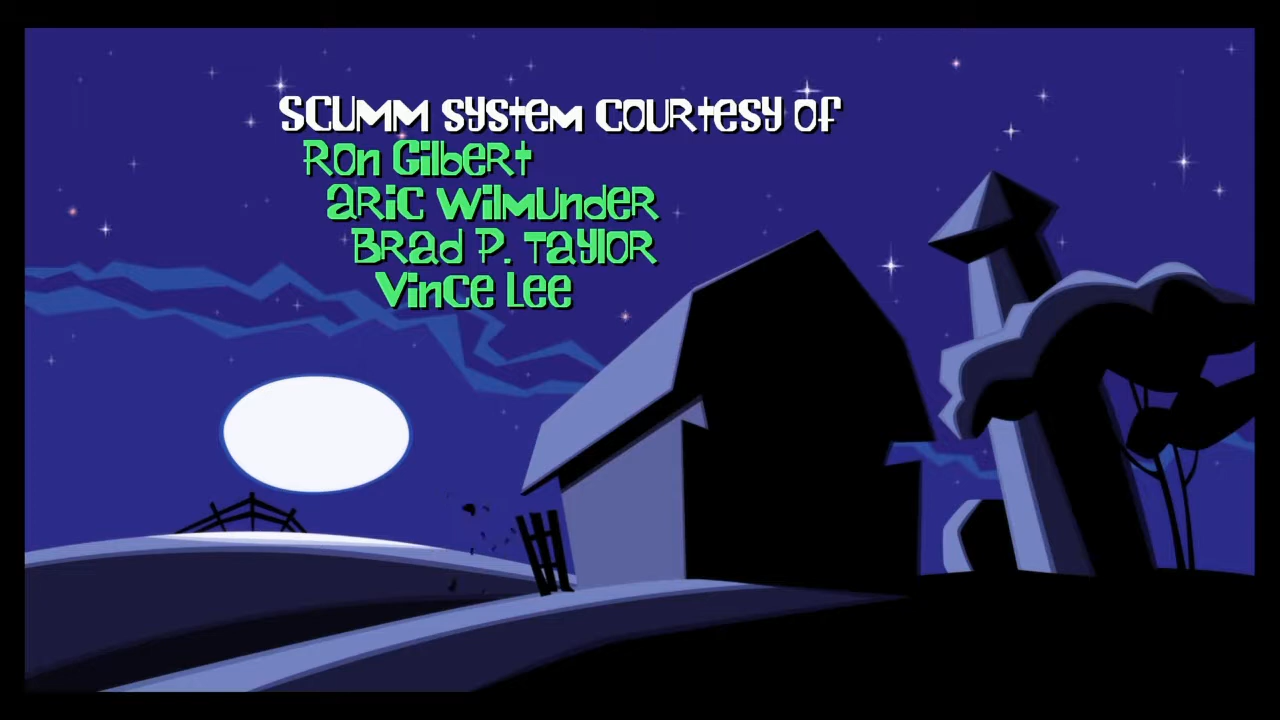 SCUMM system courtesy of
Ron Gilbert
Aric Wilmunder
Brad P. Taylor
Vince Lee